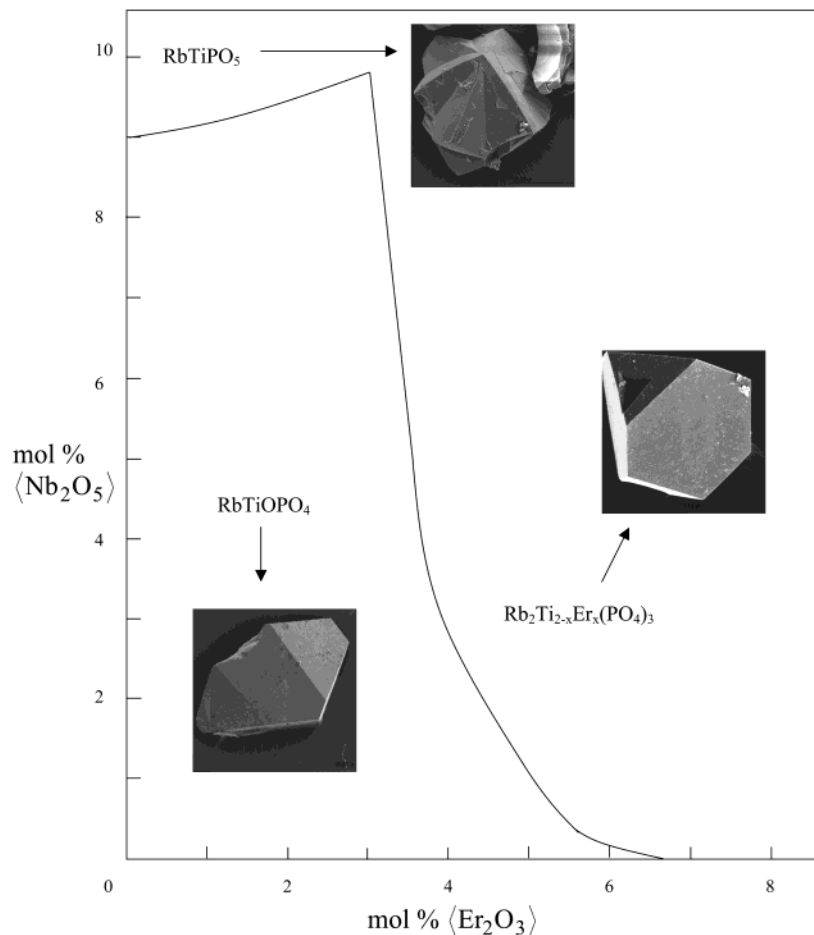 10
RbTiPO₅
8
6
mol %
⟨Nb₂O₅⟩
RbTiOPO₄
4
Rb₂Ti₂₋ₓErₓ(PO₄)₃
2
0 2 4 6 8
mol % ⟨Er₂O₃⟩